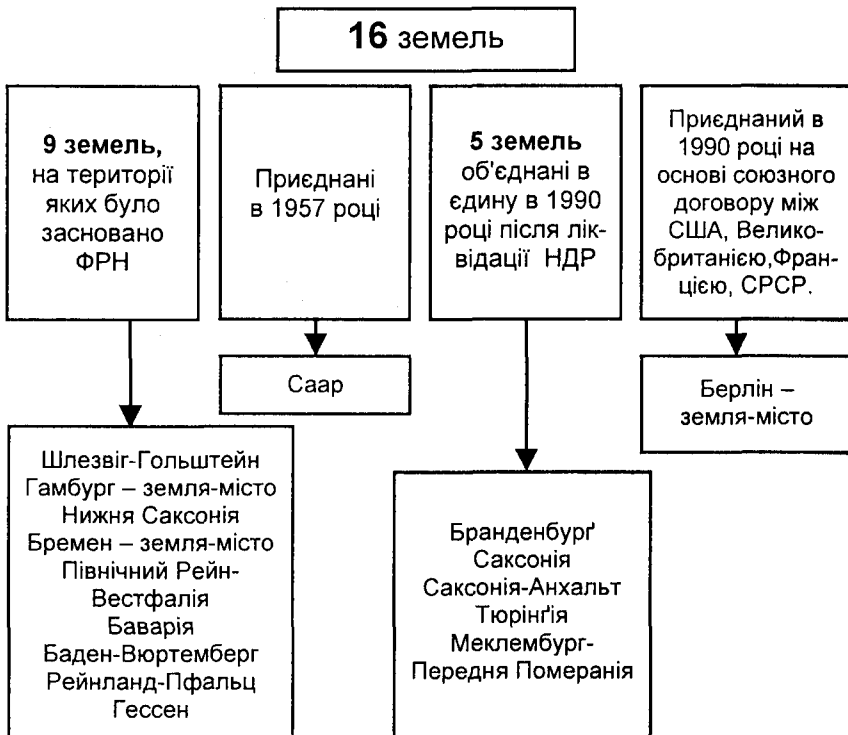 16 земель
9 земель,
на території
яких було
засновано
ФРН
Приєднані
в 1957 році
5 земель
об'єднані в
єдину в 1990
році після лік-
відації НДР
Приєднаний в
1990 році на
основі союзного
договору між
США, Велико-
британією,Фран-
цією, СРСР.
Саар
Берлін –
земля-місто
Шлезвіг-Гольштейн
Гамбург – земля-місто
Нижня Саксонія
Бремен – земля-місто
Північний Рейн-
Вестфалія
Баварія
Баден-Вюртемберг
Рейнланд-Пфальц
Гессен
Бранденбурґ
Саксонія
Саксонія-Анхальт
Тюрінґія
Меклембург-
Передня Померанія